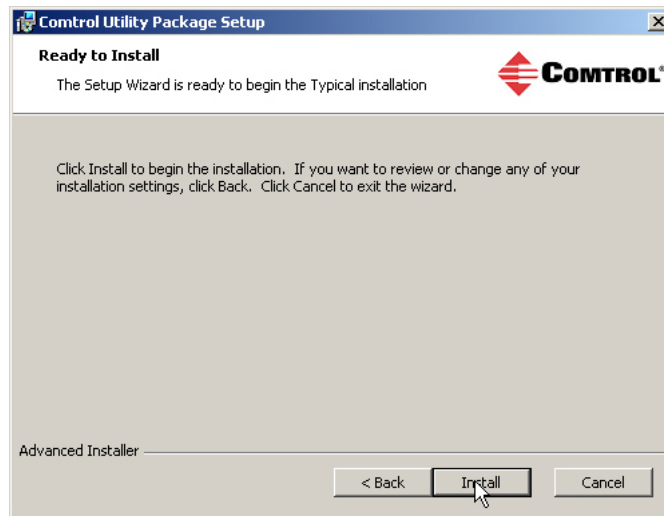 Comtrol Utility Package Setup
Ready to Install
The Setup Wizard is ready to begin the Typical installation
COMTROL®
Click Install to begin the installation. If you want to review or change any of your
installation settings, click Back. Click Cancel to exit the wizard.
Advanced Installer
< Back
Install
Cancel